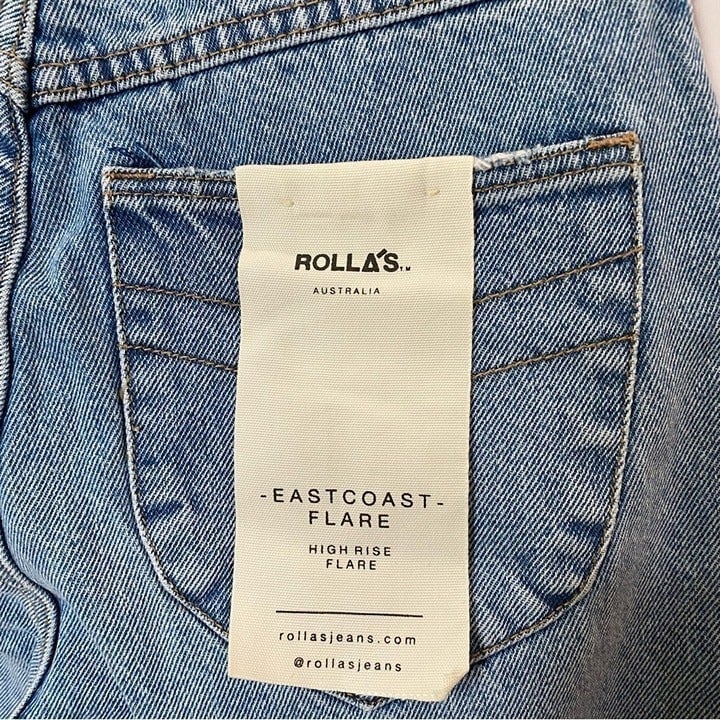 ROLLA'S™
AUSTRALIA
-EASTCOAST-
FLARE
HIGH RISE
FLARE
rollasjeans.com
@rollasjeans